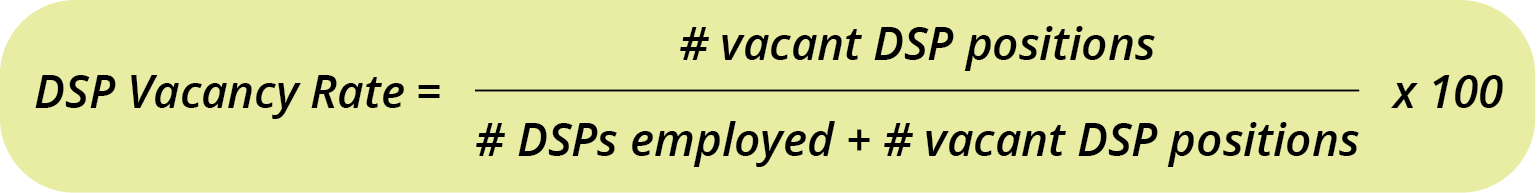 # vacant DSP positions
DSP Vacancy Rate = x 100
# DSPs employed + # vacant DSP positions